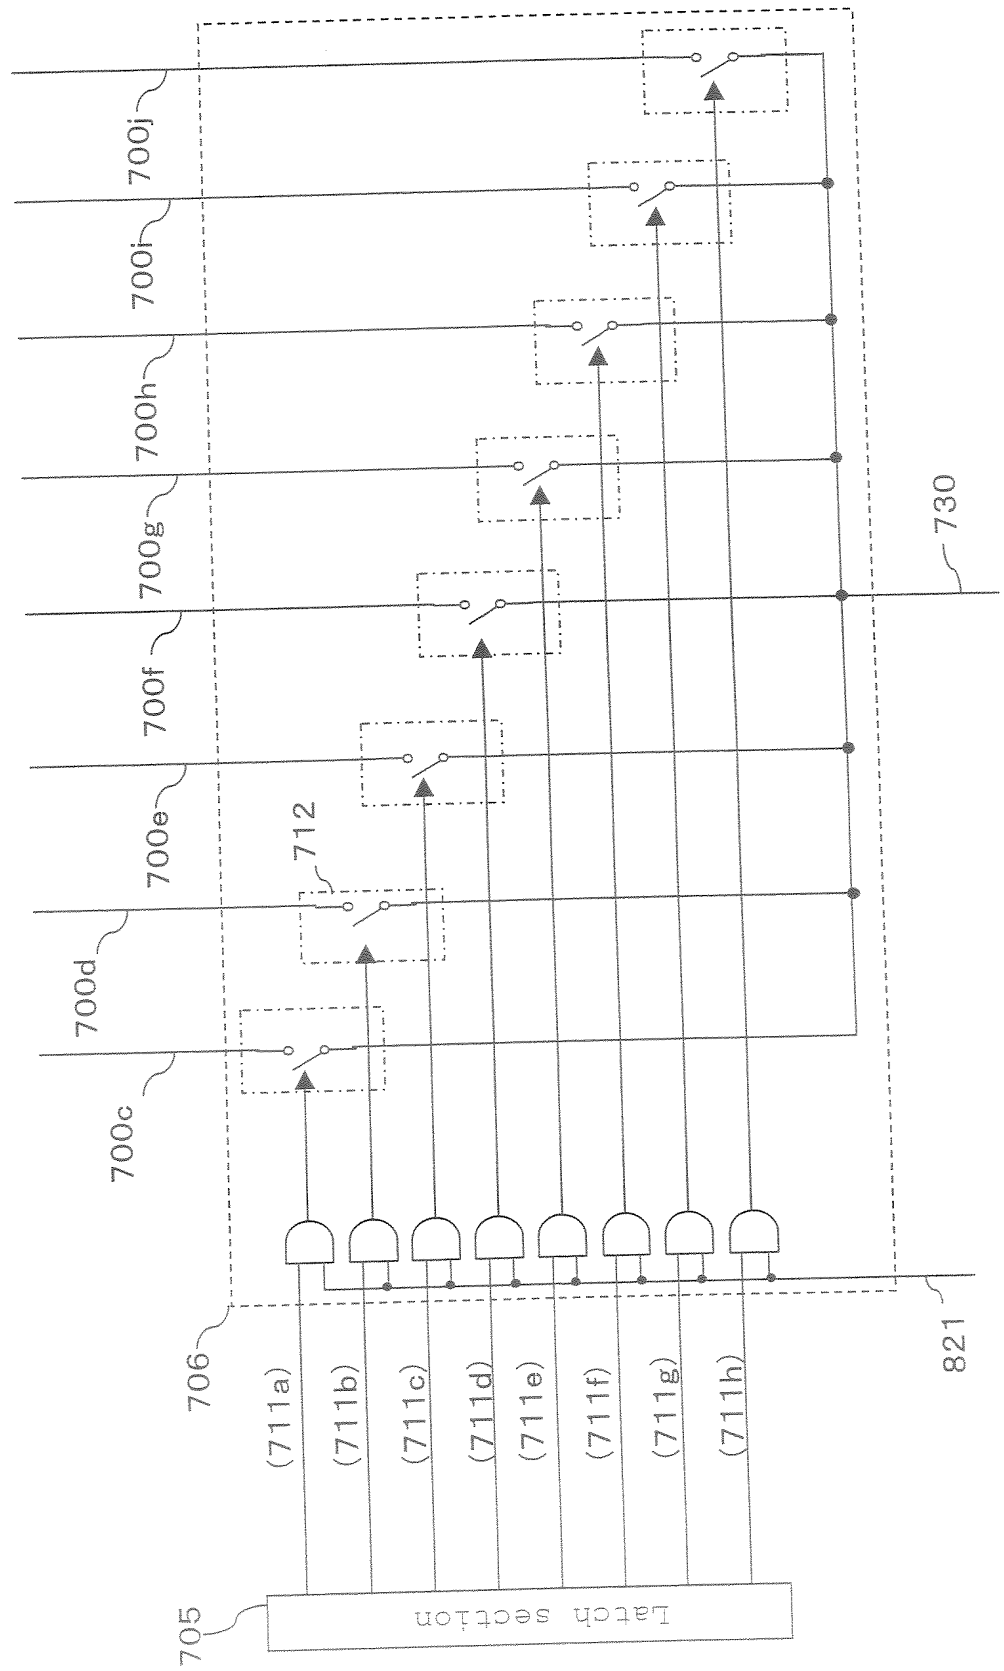 700j
700i
700h
700g
700f
700e
700d
700c
712
730
706
821
(711a)
(711b)
(711c)
(711d)
(711e)
(711f)
(711g)
(711h)
705
Latch section